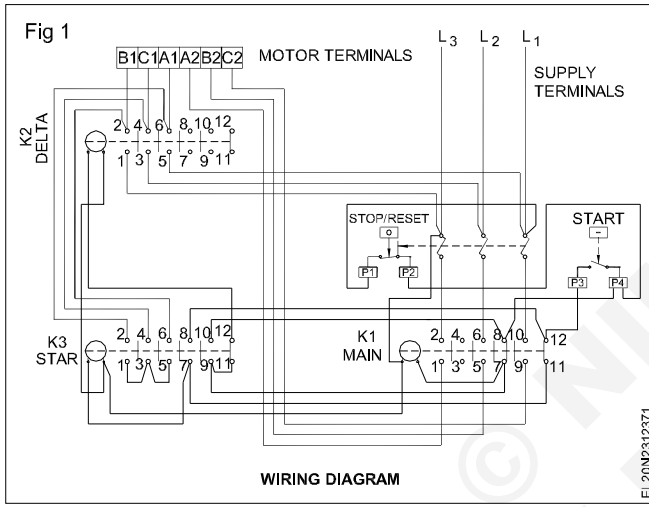 Fig 1
B1 C1 A1 A2 B2 C2
MOTOR TERMINALS
L3 L2 L1
SUPPLY
TERMINALS
K2
DELTA
2 4 6 8 10 12
1 3 5 7 9 11
STOP/RESET
O
P1 P2
START
P3 P4
K3
STAR
2 4 6 8 10 12
1 3 5 7 9 11
K1
MAIN
2 4 6 8 10 12
1 3 5 7 9 11
WIRING DIAGRAM
EL20N2312371
© NI